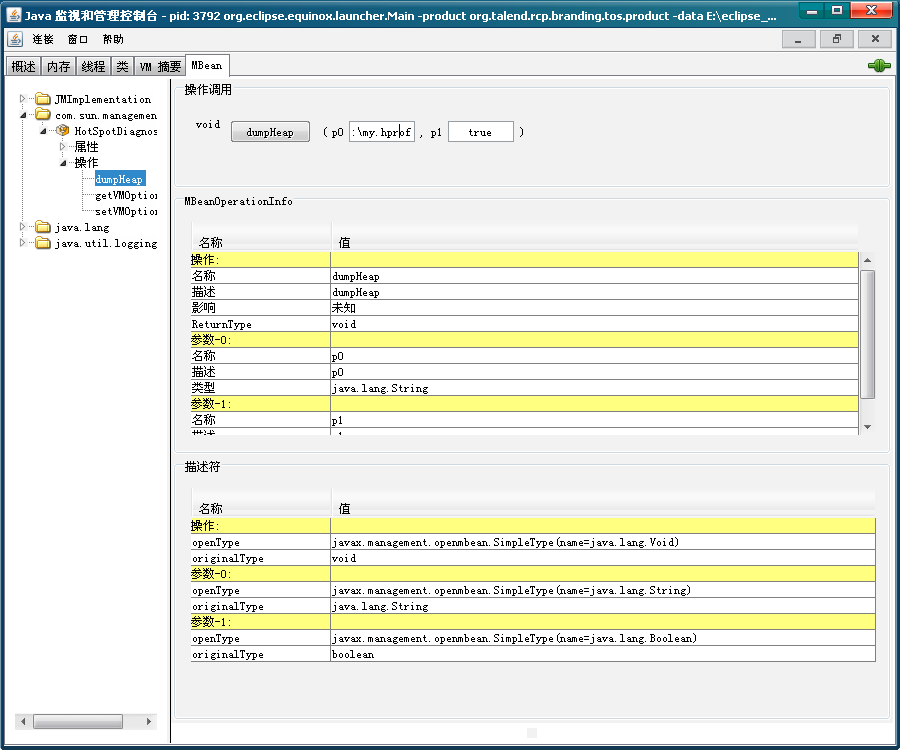 Java 监视和管理控制台 - pid: 3792 org.eclipse.equinox.launcher.Main -product org.talend.rcp.branding.tos.product -data E:\eclipse_...
连接 窗口 帮助
概述 内存 线程 类 VM 摘要 MBean
JMImplementation
com.sun.managemen
HotSpotDiagnos
属性
操作
dumpHeap
getVMOption
setVMOption
java.lang
java.util.logging
操作调用
void dumpHeap ( p0 :\my.hprof , p1 true )
MBeanOperationInfo
名称 值
操作:
名称 dumpHeap
描述 dumpHeap
影响 未知
ReturnType void
参数-0:
名称 p0
描述 p0
类型 java.lang.String
参数-1:
名称 p1
描述符
名称 值
操作:
openType javax.management.openmbean.SimpleType(name=java.lang.Void)
originalType void
参数-0:
openType javax.management.openmbean.SimpleType(name=java.lang.String)
originalType java.lang.String
参数-1:
openType javax.management.openmbean.SimpleType(name=java.lang.Boolean)
originalType boolean